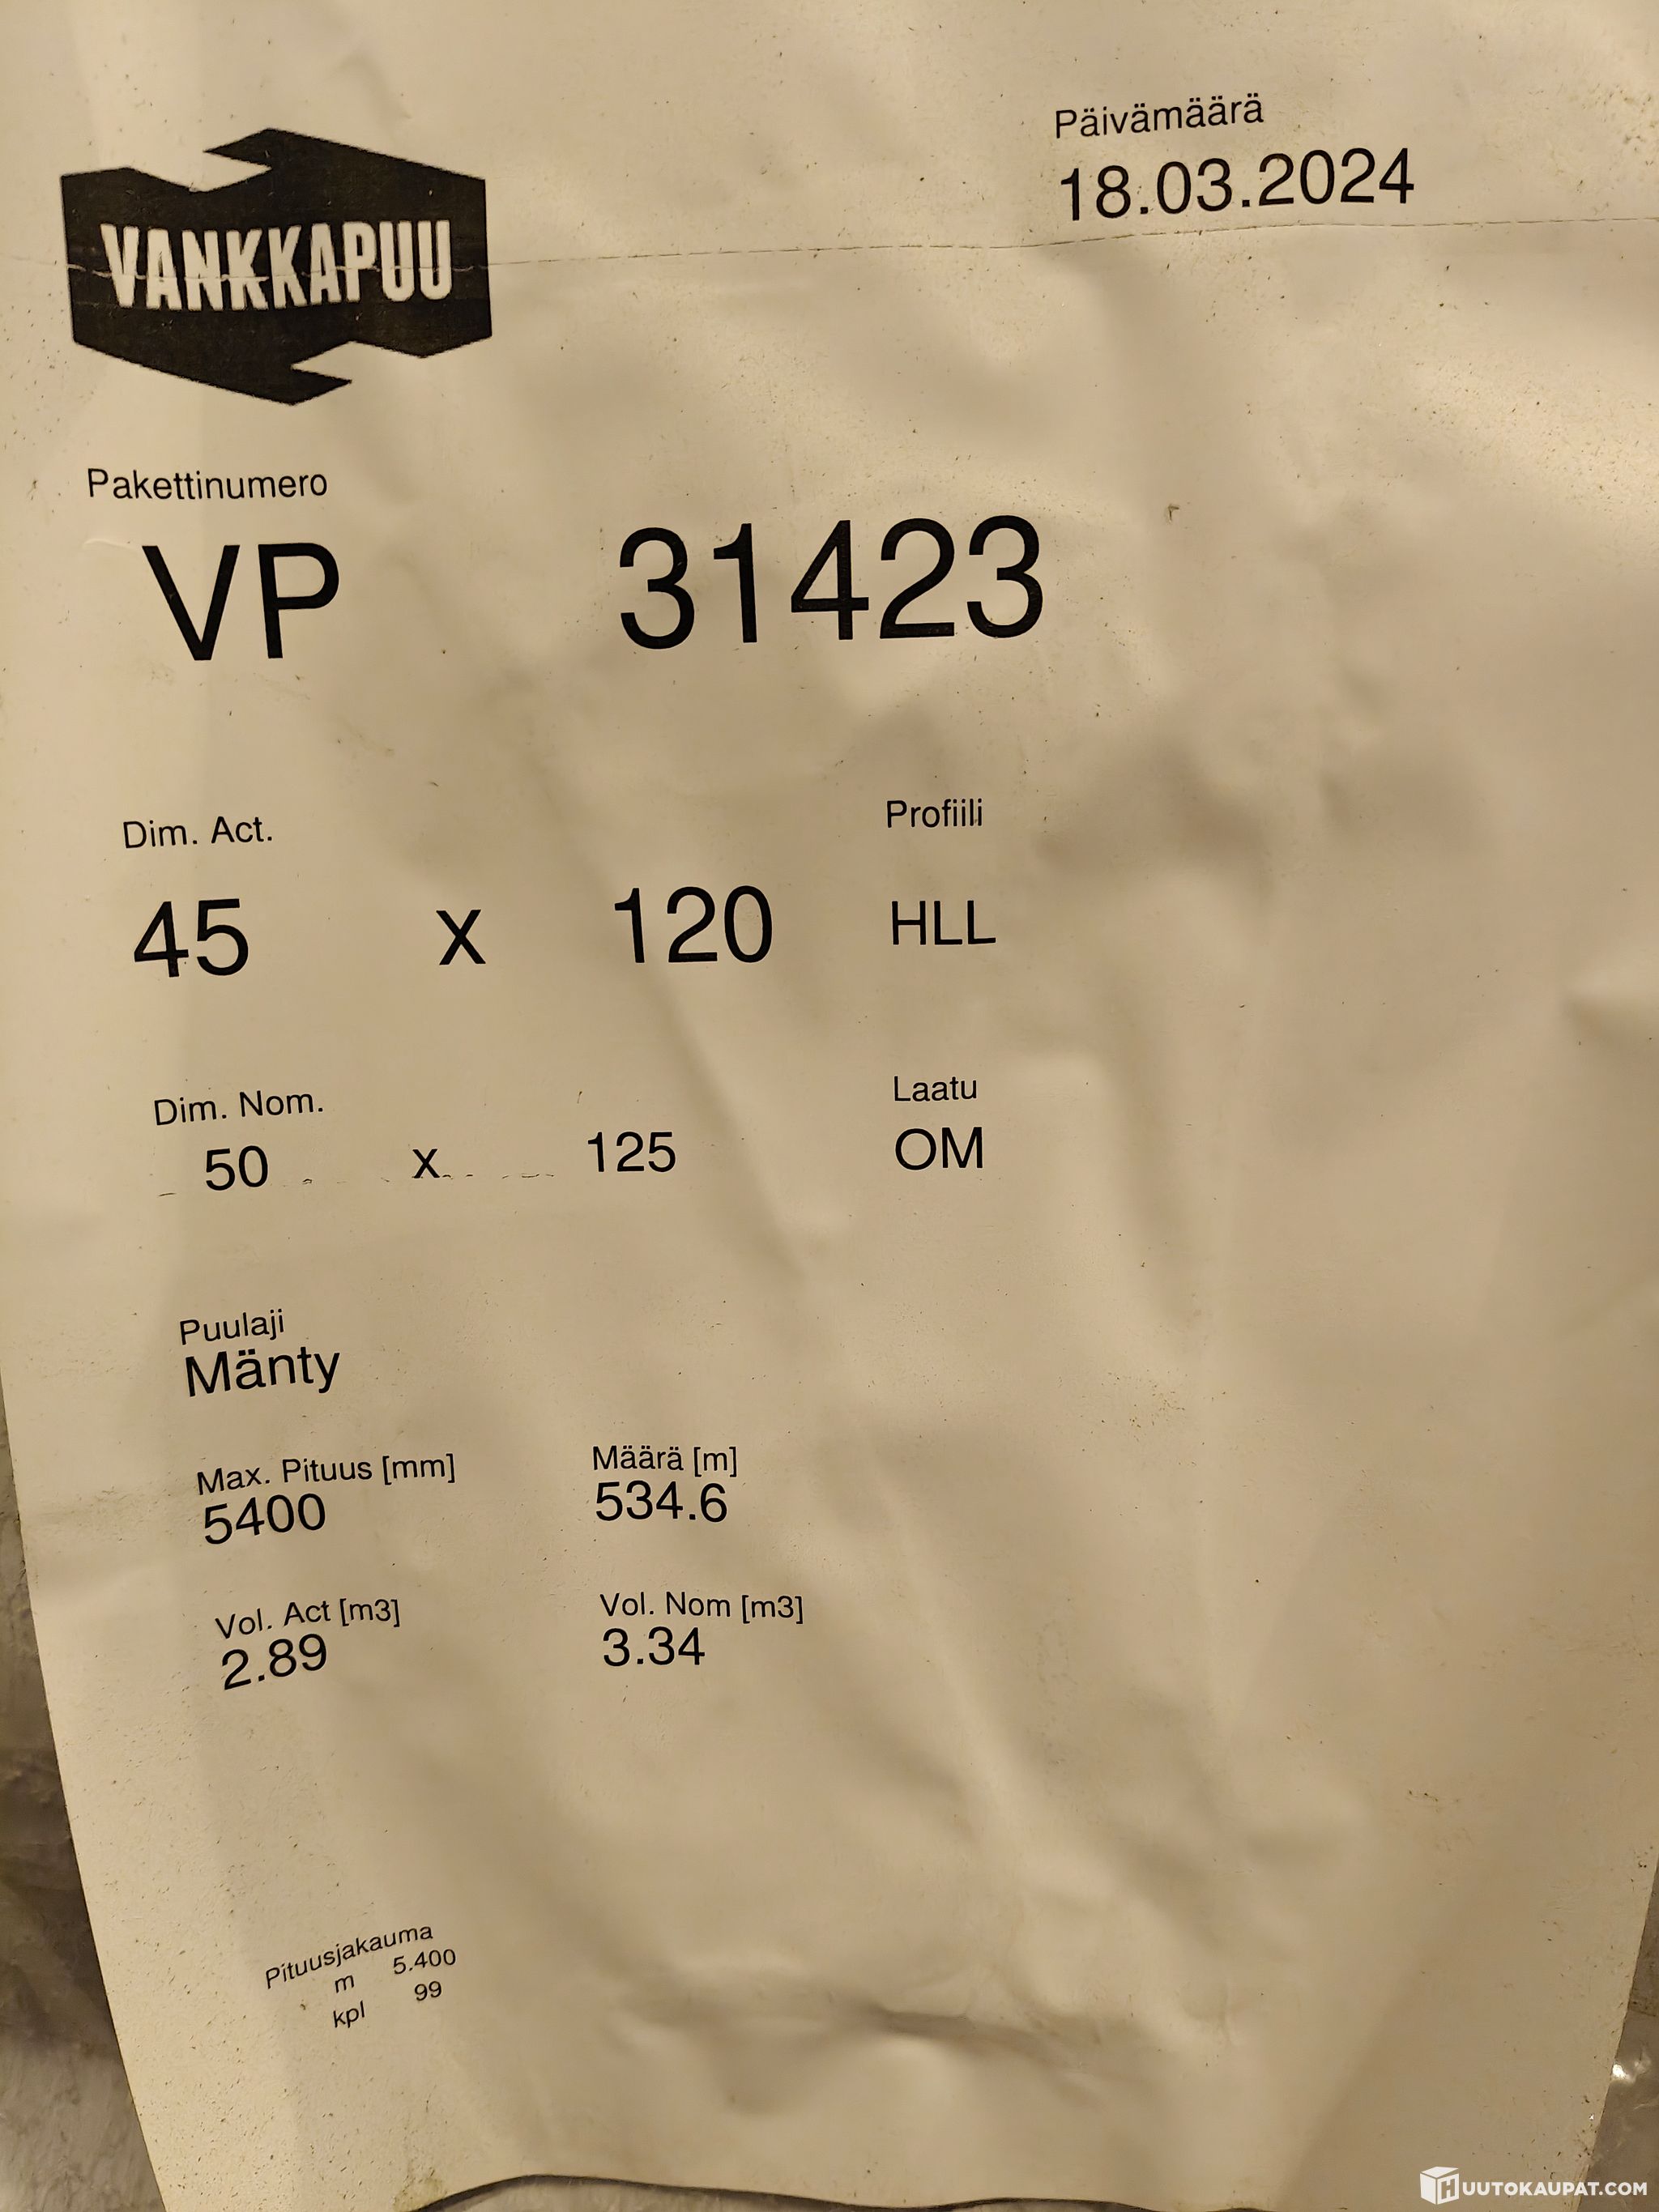 Päivämäärä
18.03.2024
VANKKAPUU
Pakettinumero
VP 31423
Dim. Act. Profiili
45 x 120 HLL
Dim. Nom. Laatu
50 x 125 OM
Puulaji
Mänty
Max. Pituus [mm] Määrä [m]
5400 534.6
Vol. Act [m3] Vol. Nom [m3]
2.89 3.34
Pituusjakauma
m 5.400
kpl 99
HUUTOKAUPAT.COM